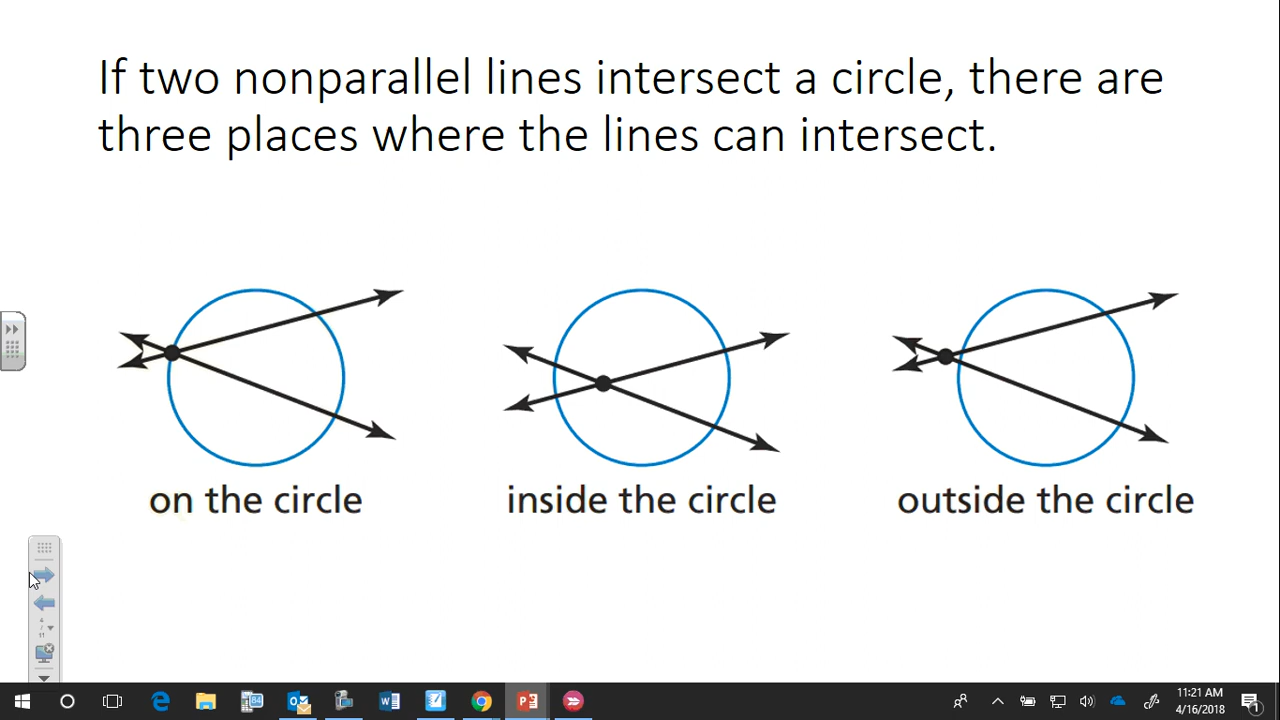 If two nonparallel lines intersect a circle, there are
three places where the lines can intersect.
on the circle
inside the circle
outside the circle
11:21 AM
4/16/2018